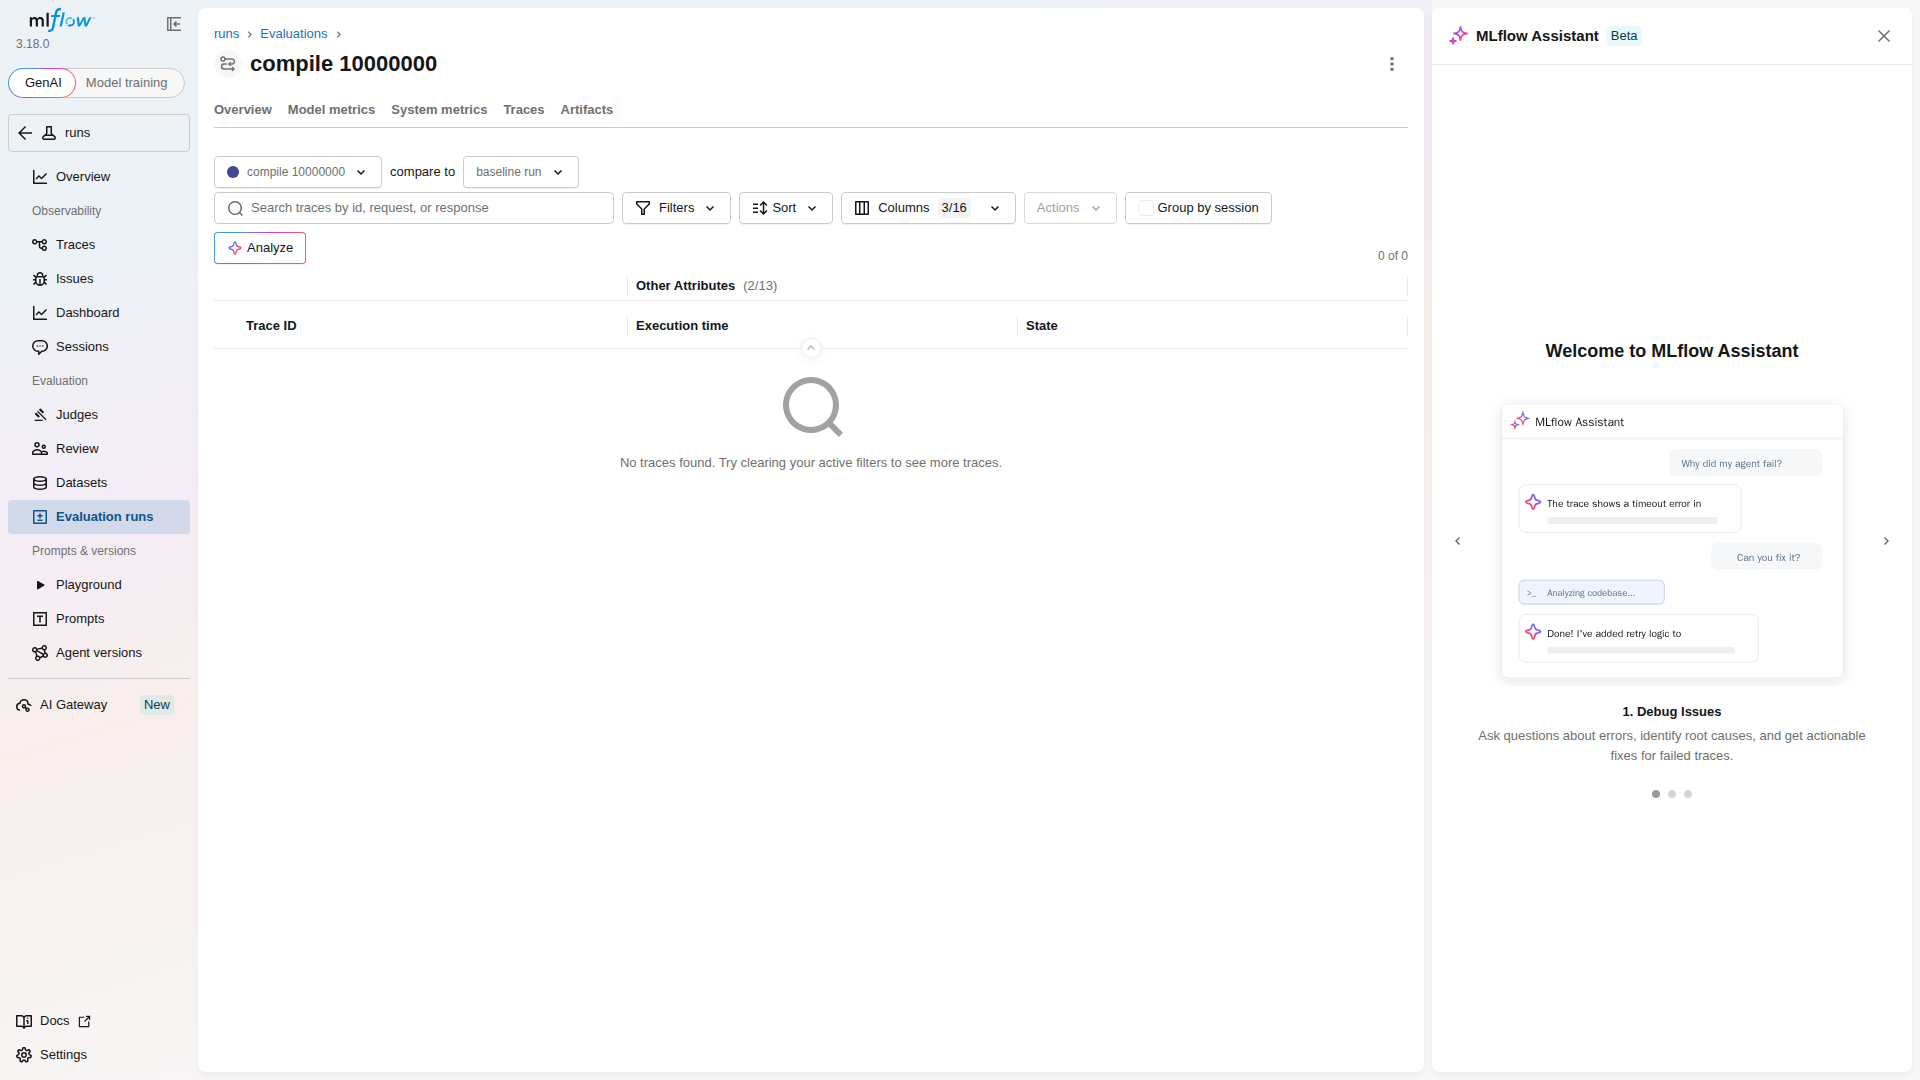 mlflow
3.18.0
GenAI
Model training
runs
Overview
Observability
Traces
Issues
Dashboard
Sessions
Evaluation
Judges
Review
Datasets
Evaluation runs
Prompts & versions
Playground
Prompts
Agent versions
AI Gateway New
Docs
Settings
runs > Evaluations >
compile 10000000
Overview Model metrics System metrics Traces Artifacts
compile 10000000 compare to baseline run
Search traces by id, request, or response Filters Sort Columns 3/16 Actions Group by session
Analyze
0 of 0
Other Attributes (2/13)
Trace ID Execution time State
No traces found. Try clearing your active filters to see more traces.
MLflow Assistant Beta
Welcome to MLflow Assistant
MLflow Assistant
Why did my agent fail?
The trace shows a timeout error in
Can you fix it?
>_ Analyzing codebase...
Done! I've added retry logic to
1. Debug Issues
Ask questions about errors, identify root causes, and get actionable
fixes for failed traces.